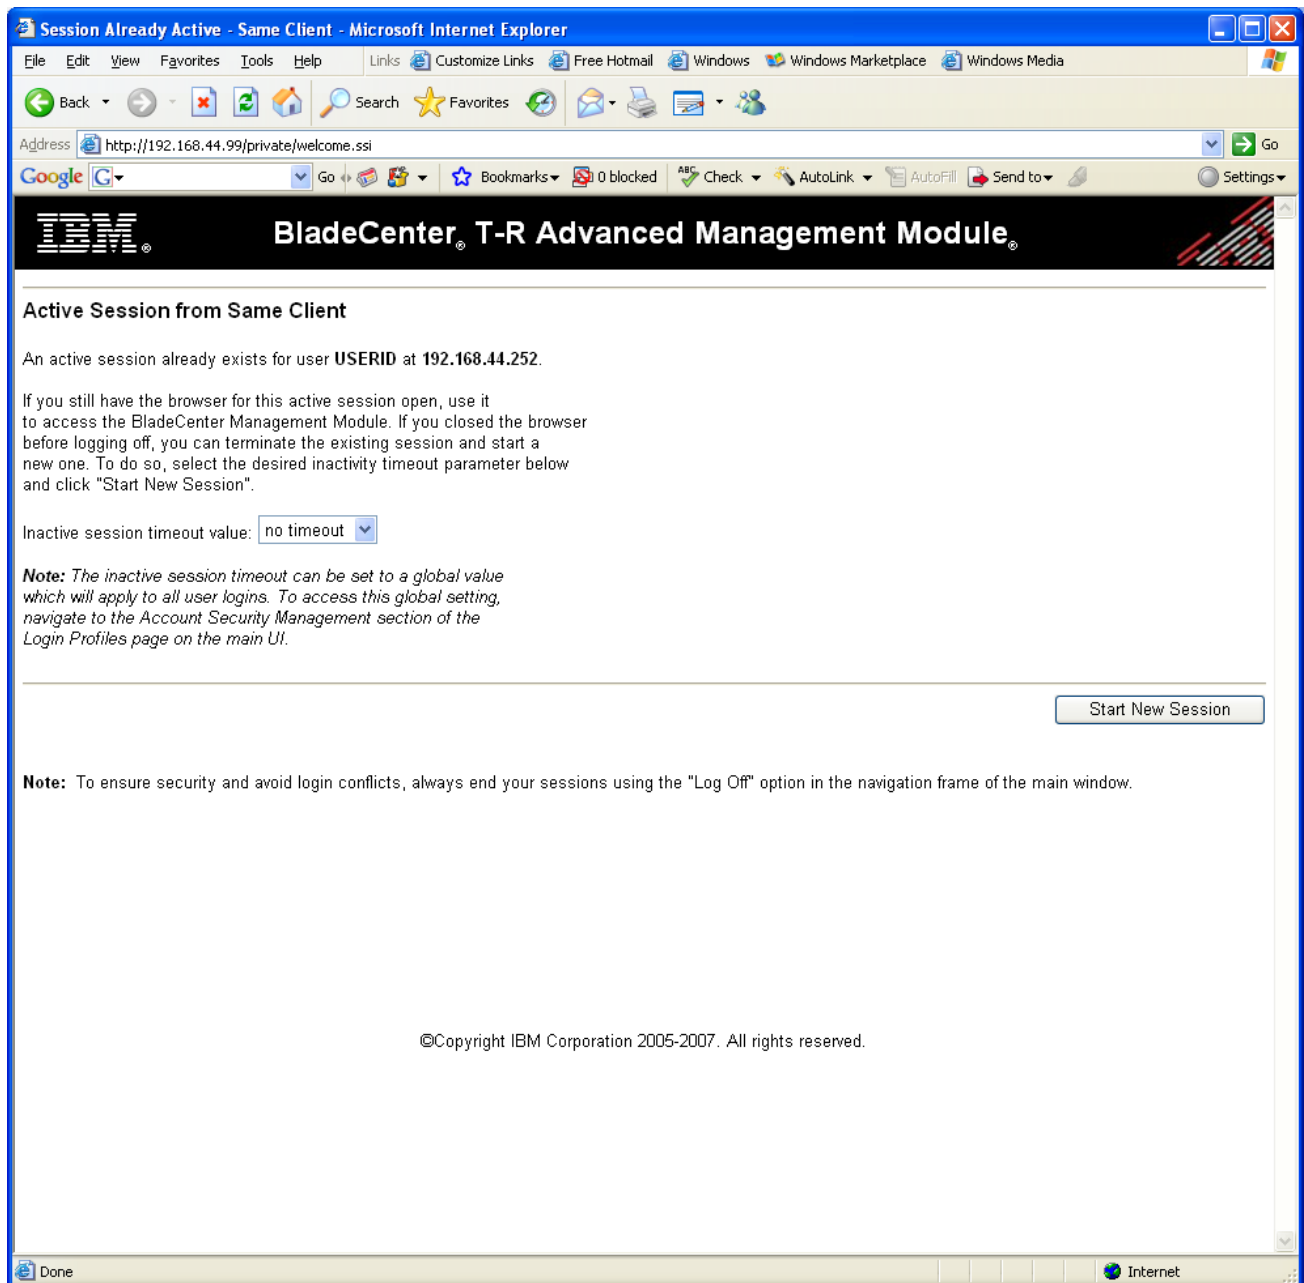 Session Already Active - Same Client - Microsoft Internet Explorer
File Edit View Favorites Tools Help Links Customize Links Free Hotmail Windows Windows Marketplace Windows Media
Back Search Favorites
Address http://192.168.44.99/private/welcome.ssi Go
Google G Go Bookmarks 0 blocked ABC Check AutoLink AutoFill Send to Settings
IBM® BladeCenter® T-R Advanced Management Module®
Active Session from Same Client
An active session already exists for user USERID at 192.168.44.252.
If you still have the browser for this active session open, use it
to access the BladeCenter Management Module. If you closed the browser
before logging off, you can terminate the existing session and start a
new one. To do so, select the desired inactivity timeout parameter below
and click "Start New Session".
Inactive session timeout value: no timeout
Note: The inactive session timeout can be set to a global value
which will apply to all user logins. To access this global setting,
navigate to the Account Security Management section of the
Login Profiles page on the main UI.
Start New Session
Note: To ensure security and avoid login conflicts, always end your sessions using the "Log Off" option in the navigation frame of the main window.
©Copyright IBM Corporation 2005-2007. All rights reserved.
Done Internet